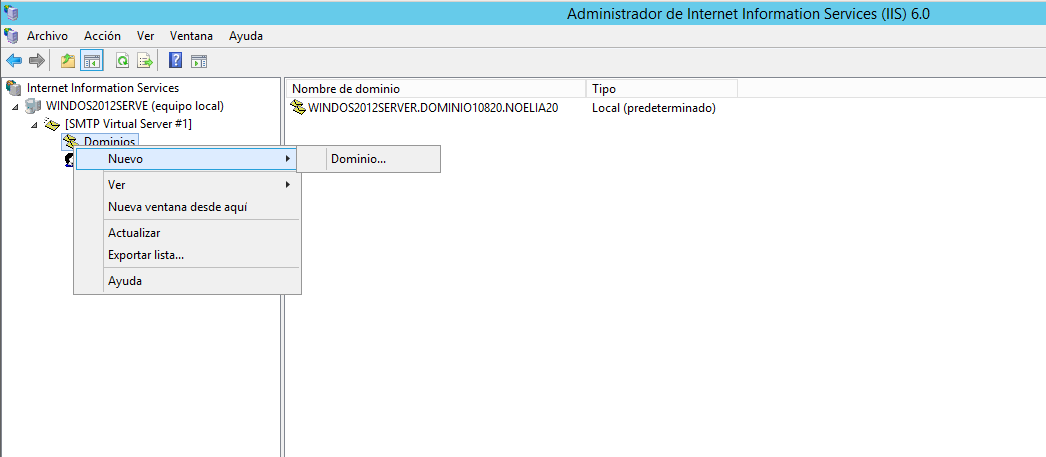 Administrador de Internet Information Services (IIS) 6.0
Archivo Acción Ver Ventana Ayuda
Internet Information Services
WINDOS2012SERVE (equipo local)
[SMTP Virtual Server #1]
Dominios
Nombre de dominio Tipo
WINDOS2012SERVER.DOMINIO10820.NOELIA20 Local (predeterminado)
Nuevo
Dominio...
Ver
Nueva ventana desde aquí
Actualizar
Exportar lista...
Ayuda